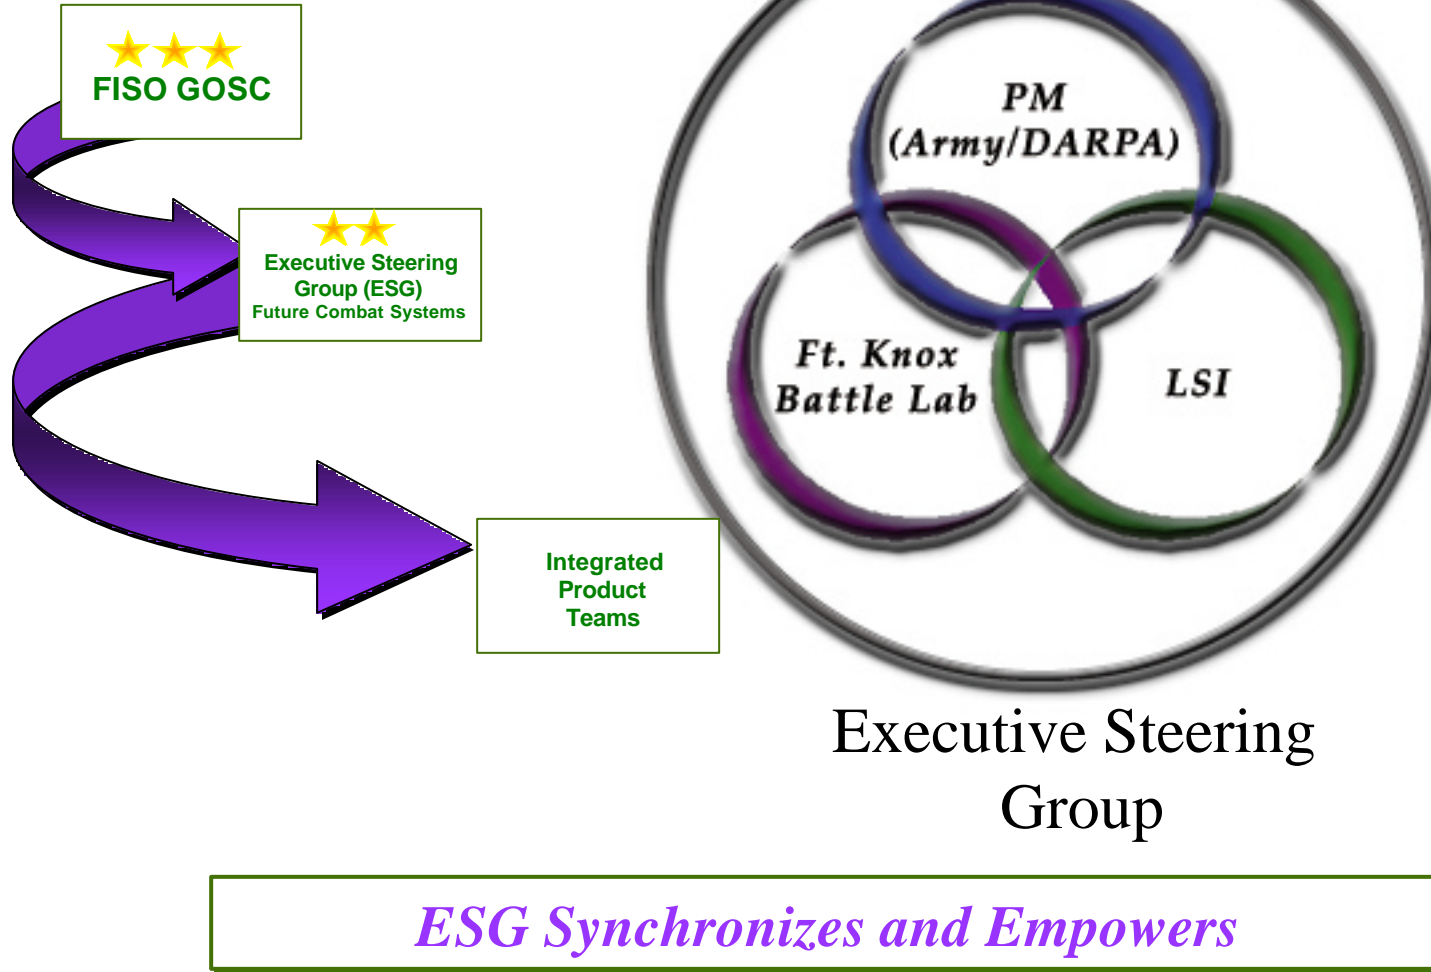 FISO GOSC
Executive Steering
Group (ESG)
Future Combat Systems
Integrated
Product
Teams
PM
(Army/DARPA)
Ft. Knox
Battle Lab
LSI
Executive Steering
Group
ESG Synchronizes and Empowers